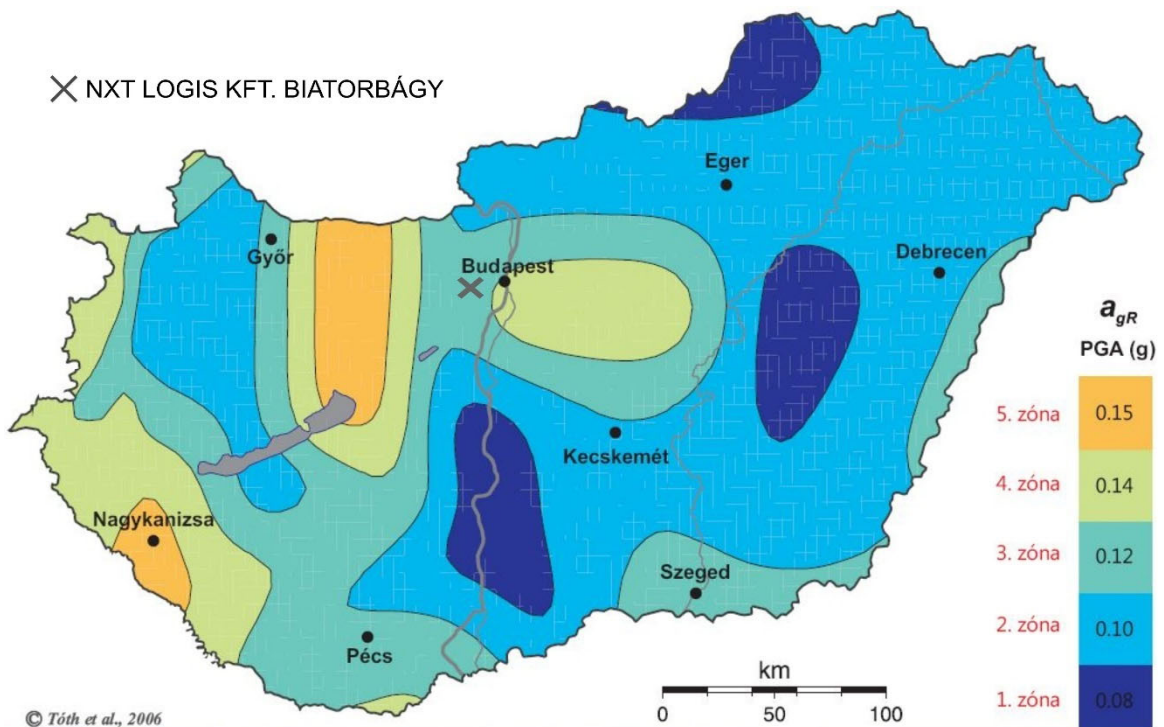 NXT LOGIS KFT. BIATORBÁGY
Eger
Győr
Budapest
Debrecen
Kecskemét
Nagykanizsa
Szeged
Pécs
a_gR
PGA (g)
5. zóna 0.15
4. zóna 0.14
3. zóna 0.12
2. zóna 0.10
1. zóna 0.08
km
0 50 100
© Tóth et al., 2006